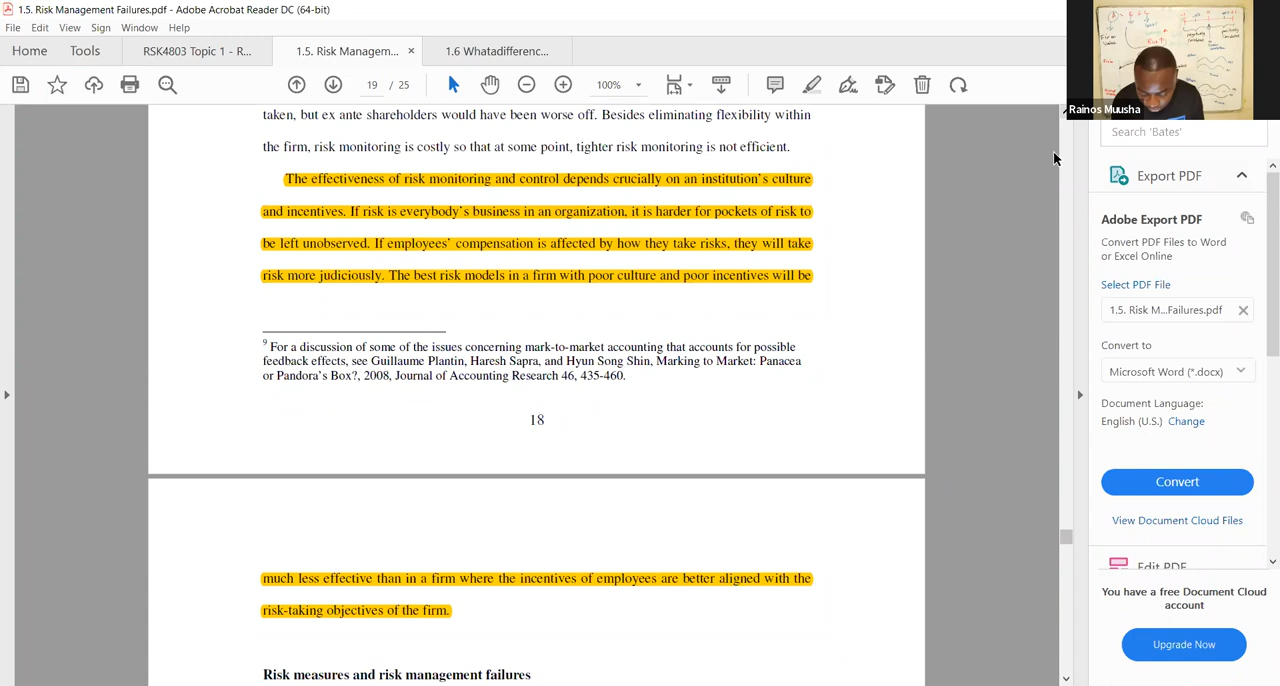 1.5. Risk Management Failures.pdf - Adobe Acrobat Reader DC (64-bit)
File Edit View Sign Window Help
Home Tools RSK4803 Topic 1 - R... 1.5. Risk Managem... × 1.6 Whatadifferenc...
19 / 25 100%
Rainos Muusha
Search 'Bates'
taken, but ex ante shareholders would have been worse off. Besides eliminating flexibility within
the firm, risk monitoring is costly so that at some point, tighter risk monitoring is not efficient.
The effectiveness of risk monitoring and control depends crucially on an institution's culture
and incentives. If risk is everybody's business in an organization, it is harder for pockets of risk to
be left unobserved. If employees' compensation is affected by how they take risks, they will take
risk more judiciously. The best risk models in a firm with poor culture and poor incentives will be
9 For a discussion of some of the issues concerning mark-to-market accounting that accounts for possible
feedback effects, see Guillaume Plantin, Haresh Sapra, and Hyun Song Shin, Marking to Market: Panacea
or Pandora's Box?, 2008, Journal of Accounting Research 46, 435-460.
18
much less effective than in a firm where the incentives of employees are better aligned with the
risk-taking objectives of the firm.
Risk measures and risk management failures
Export PDF
Adobe Export PDF
Convert PDF Files to Word
or Excel Online
Select PDF File
1.5. Risk M...Failures.pdf
Convert to
Microsoft Word (*.docx)
Document Language:
English (U.S.) Change
Convert
View Document Cloud Files
Edit PDF
You have a free Document Cloud
account
Upgrade Now